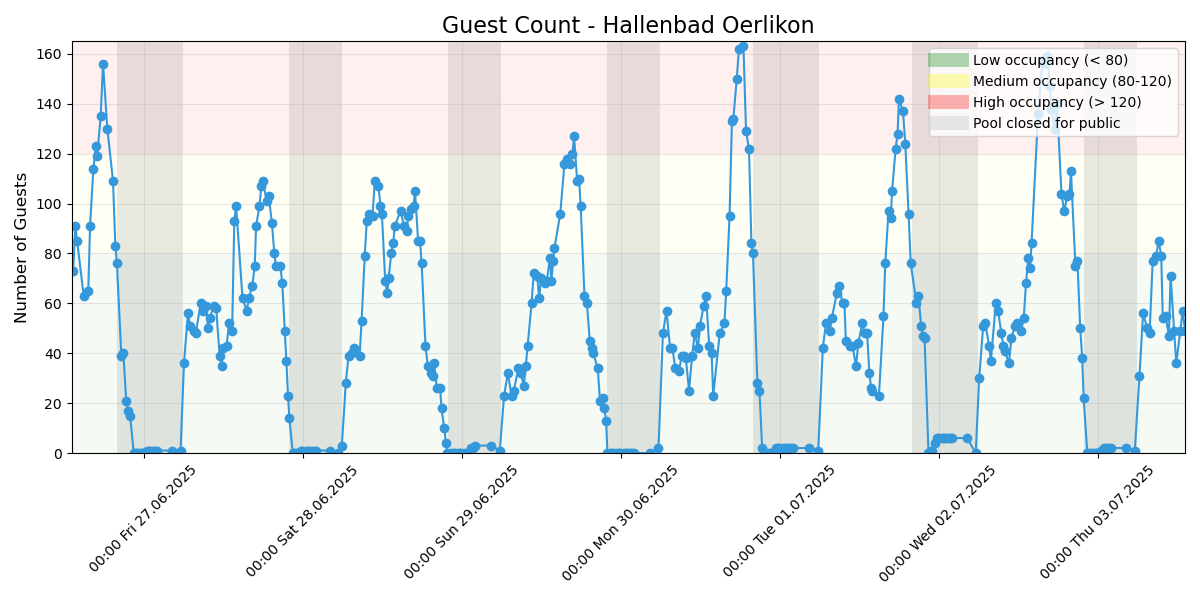 Guest Count - Hallenbad Oerlikon
Number of Guests
160
140
120
100
80
60
40
20
0
Low occupancy (< 80)
Medium occupancy (80-120)
High occupancy (> 120)
Pool closed for public
00:00 Fri 27.06.2025
00:00 Sat 28.06.2025
00:00 Sun 29.06.2025
00:00 Mon 30.06.2025
00:00 Tue 01.07.2025
00:00 Wed 02.07.2025
00:00 Thu 03.07.2025